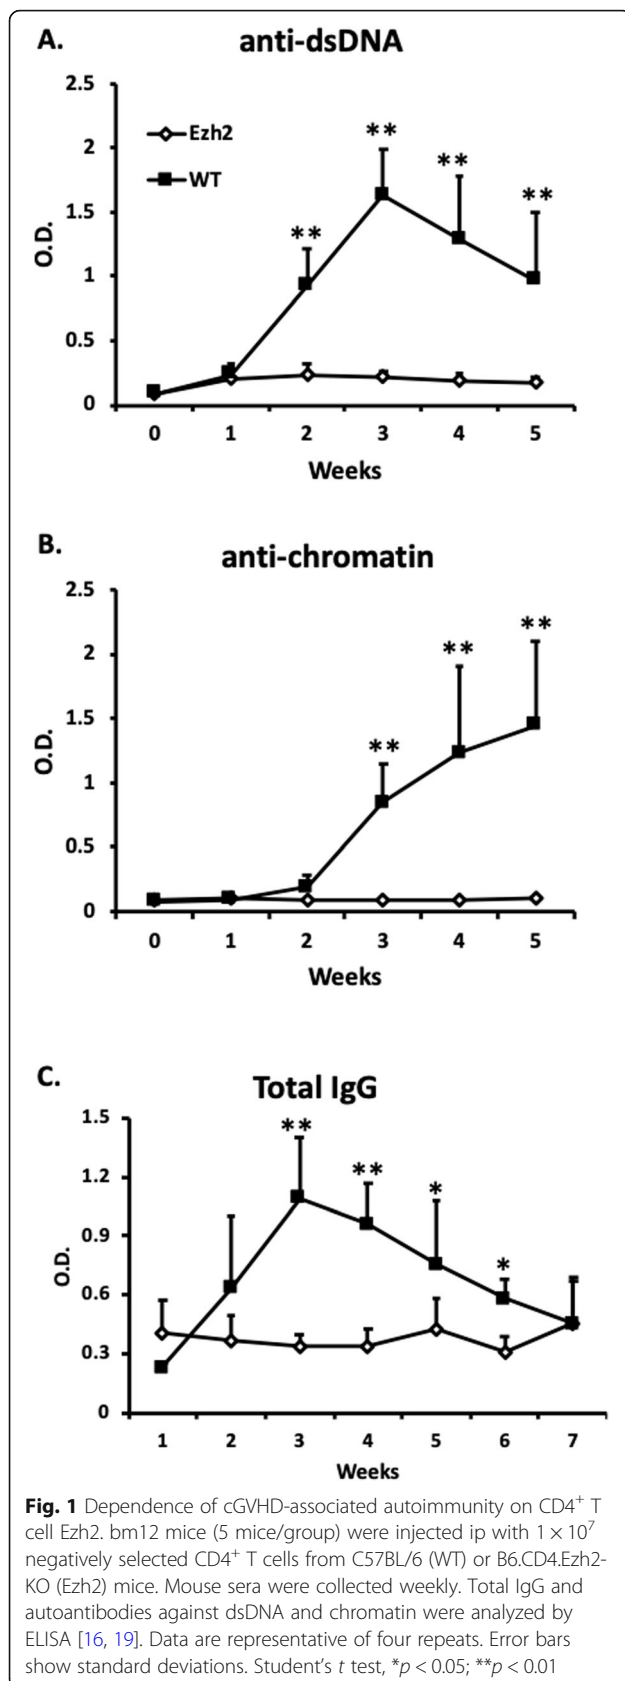 A.
anti-dsDNA
2.5
Ezh2
**
2
**
WT
**
1.5
**
O.D.
1
0.5
0
0 1 2 3 4 5
Weeks
B.
anti-chromatin
2.5
**
2
**
1.5
**
O.D.
1
0.5
0
0 1 2 3 4 5
Weeks
C.
Total IgG
1.5
**
1.2
**
*
0.9
O.D.
*
0.6
0.3
0
1 2 3 4 5 6 7
Weeks
Fig. 1 Dependence of cGVHD-associated autoimmunity on CD4⁺ T
cell Ezh2. bm12 mice (5 mice/group) were injected ip with 1 × 10⁷
negatively selected CD4⁺ T cells from C57BL/6 (WT) or B6.CD4.Ezh2-
KO (Ezh2) mice. Mouse sera were collected weekly. Total IgG and
autoantibodies against dsDNA and chromatin were analyzed by
ELISA [16, 19]. Data are representative of four repeats. Error bars
show standard deviations. Student's t test, *p < 0.05; **p < 0.01